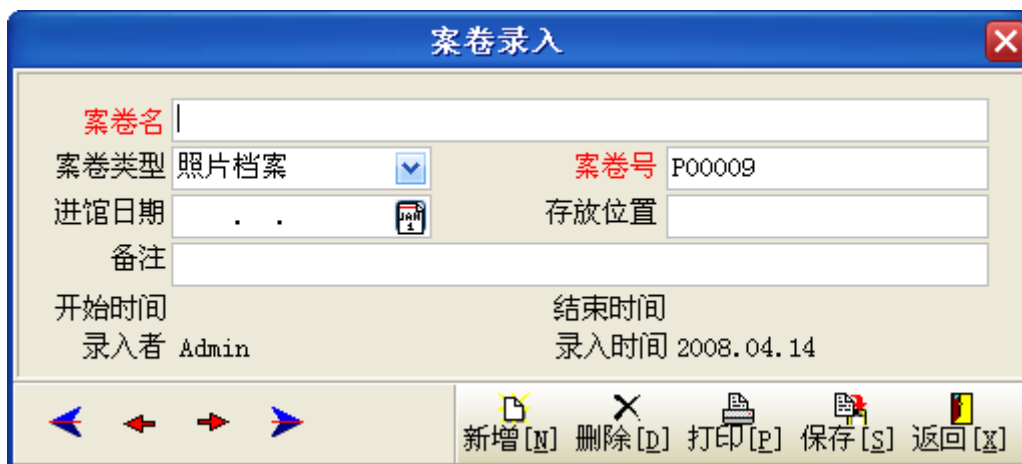 案卷录入
案卷名
案卷类型 照片档案 案卷号 P00009
进馆日期 . . 存放位置
备注
开始时间 结束时间
录入者 Admin 录入时间 2008.04.14
新增[N] 删除[D] 打印[P] 保存[S] 返回[X]